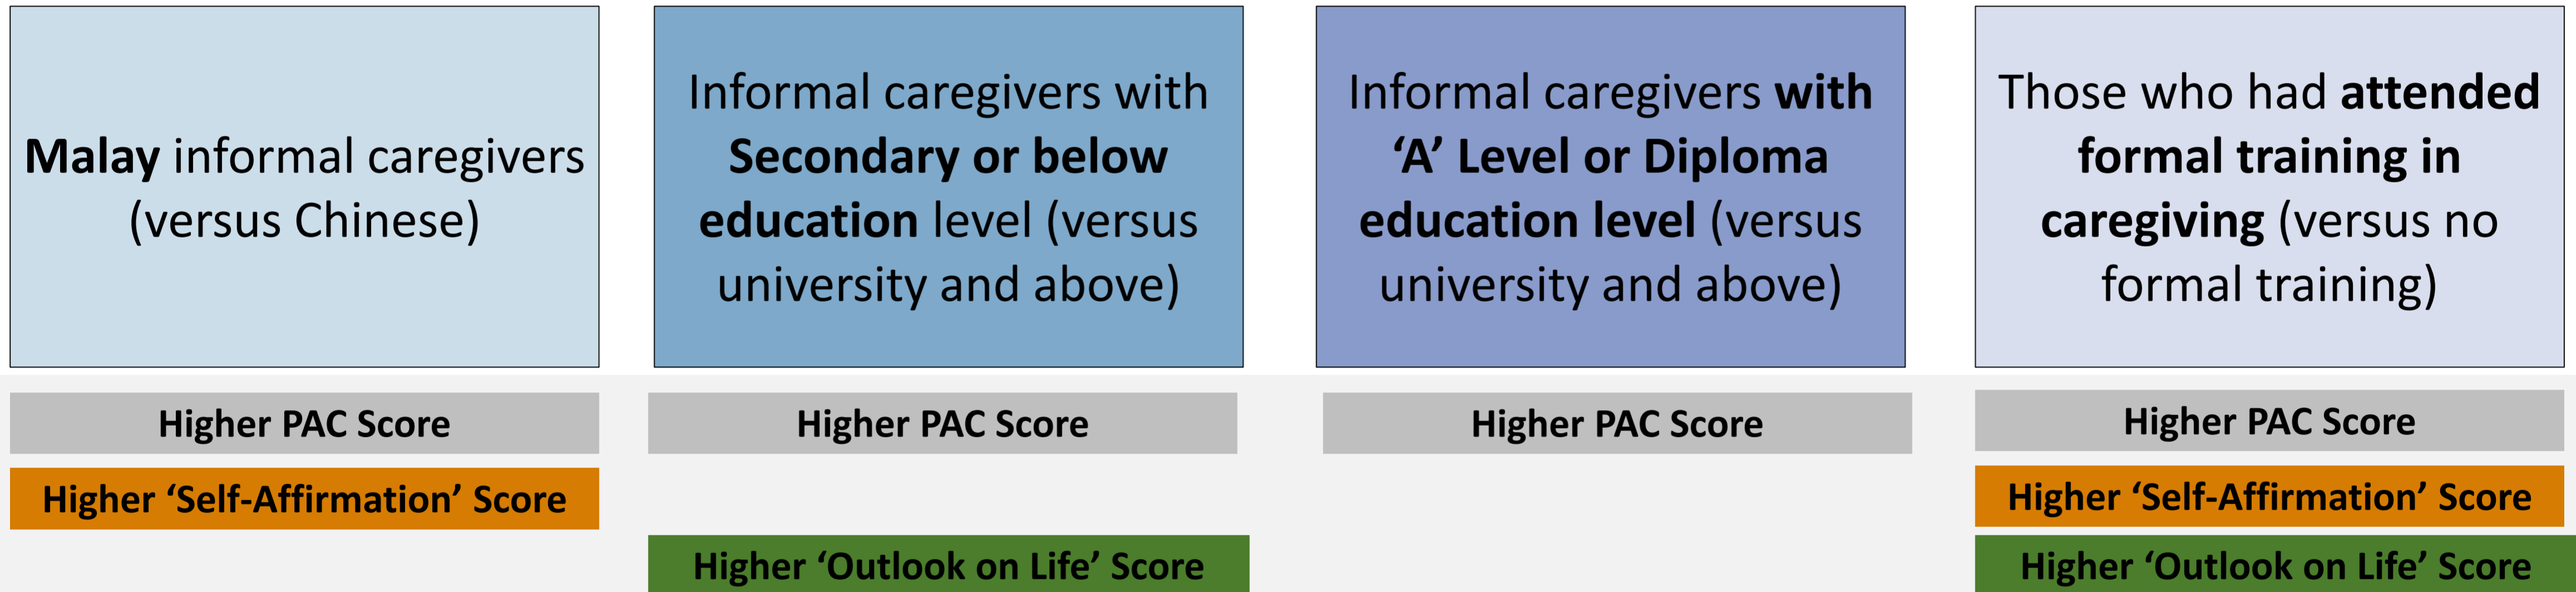 Malay informal caregivers
(versus Chinese)
Informal caregivers with
Secondary or below
education level (versus
university and above)
Informal caregivers with
‘A’ Level or Diploma
education level (versus
university and above)
Those who had attended
formal training in
caregiving (versus no
formal training)
Higher PAC Score
Higher PAC Score
Higher PAC Score
Higher PAC Score
Higher ‘Self-Affirmation’ Score
Higher ‘Self-Affirmation’ Score
Higher ‘Outlook on Life’ Score
Higher ‘Outlook on Life’ Score